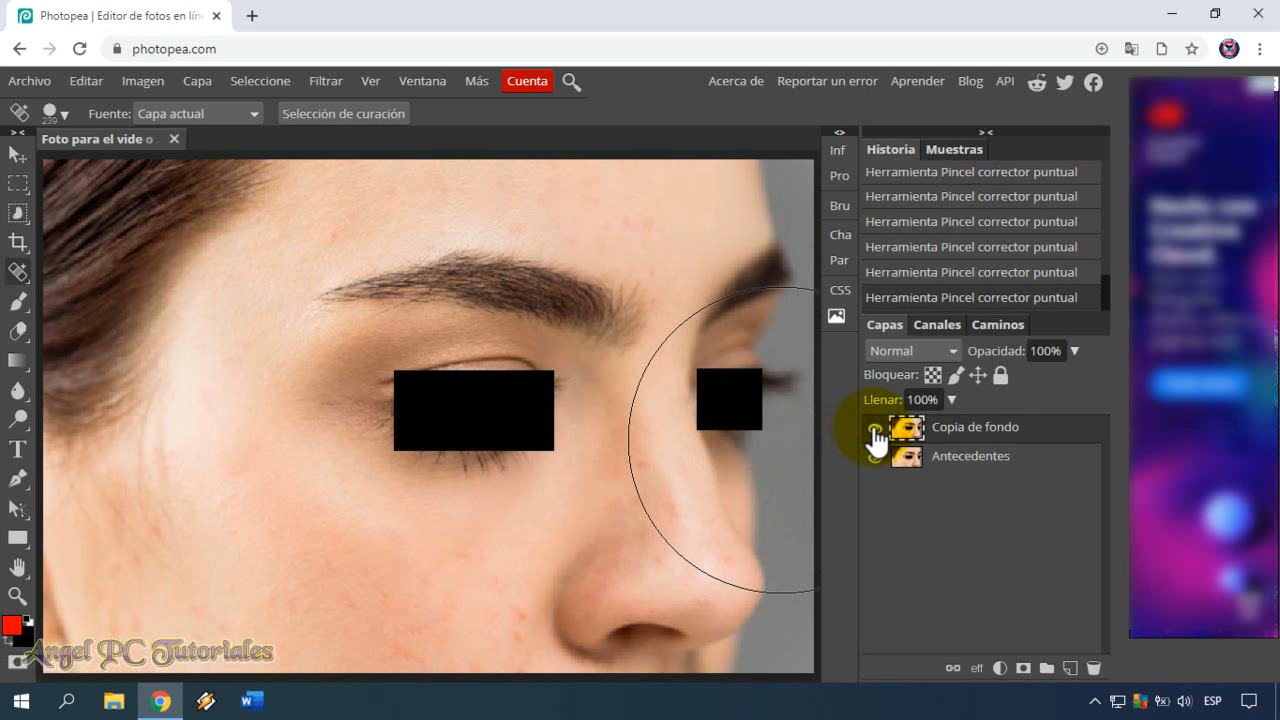 Photopea | Editor de fotos en líne
photopea.com
Archivo Editar Imagen Capa Seleccione Filtrar Ver Ventana Más Cuenta Acerca de Reportar un error Aprender Blog API
239 Fuente: Capa actual Selección de curación
Foto para el vide o
Inf
Pro
Bru
Cha
Par
CSS
Historia Muestras
Herramienta Pincel corrector puntual
Herramienta Pincel corrector puntual
Herramienta Pincel corrector puntual
Herramienta Pincel corrector puntual
Herramienta Pincel corrector puntual
Herramienta Pincel corrector puntual
Capas Canales Caminos
Normal Opacidad: 100%
Bloquear:
Llenar: 100%
Copia de fondo
Antecedentes
eff
Angel PC Tutoriales
ESP